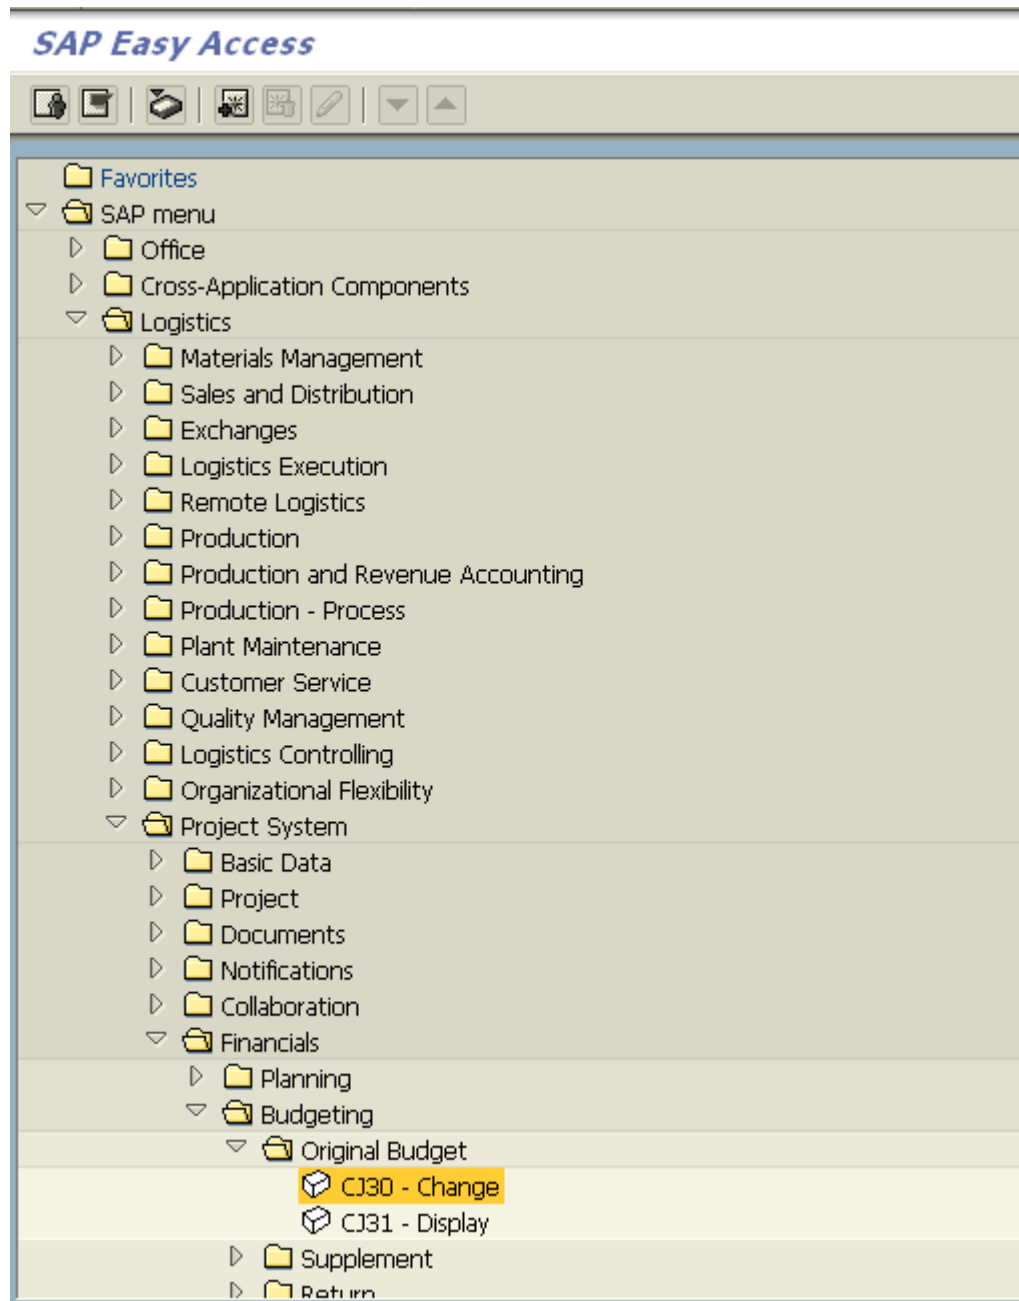 SAP Easy Access
Favorites
SAP menu
Office
Cross-Application Components
Logistics
Materials Management
Sales and Distribution
Exchanges
Logistics Execution
Remote Logistics
Production
Production and Revenue Accounting
Production - Process
Plant Maintenance
Customer Service
Quality Management
Logistics Controlling
Organizational Flexibility
Project System
Basic Data
Project
Documents
Notifications
Collaboration
Financials
Planning
Budgeting
Original Budget
CJ30 - Change
CJ31 - Display
Supplement
Return